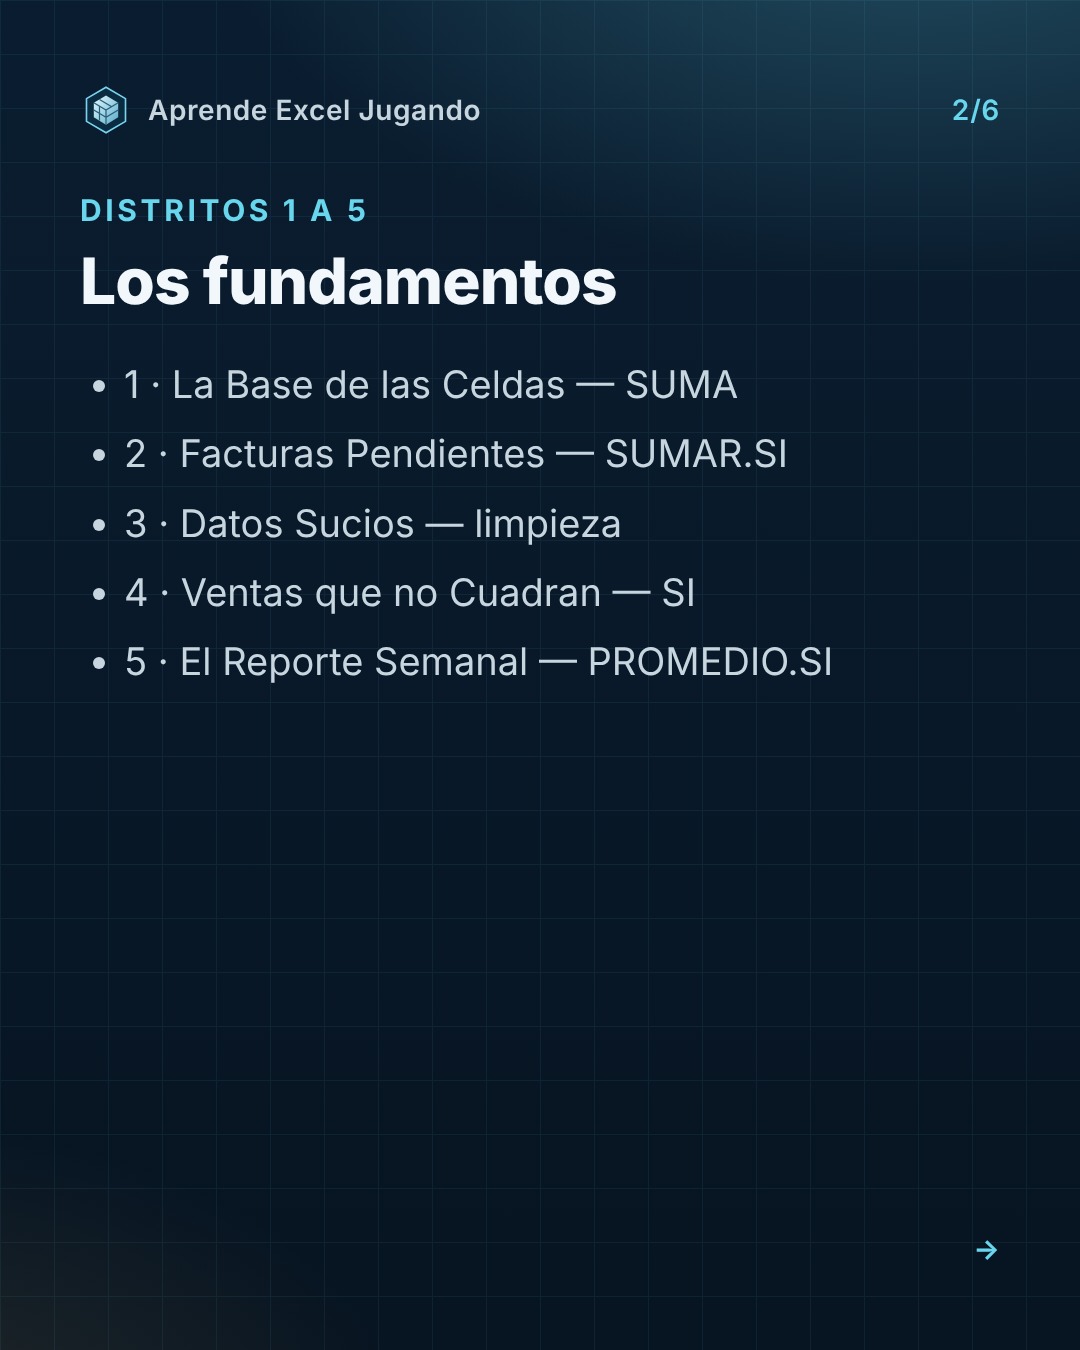 Aprende Excel Jugando
2/6
DISTRITOS 1 A 5
Los fundamentos
• 1 · La Base de las Celdas — SUMA
• 2 · Facturas Pendientes — SUMAR.SI
• 3 · Datos Sucios — limpieza
• 4 · Ventas que no Cuadran — SI
• 5 · El Reporte Semanal — PROMEDIO.SI
→